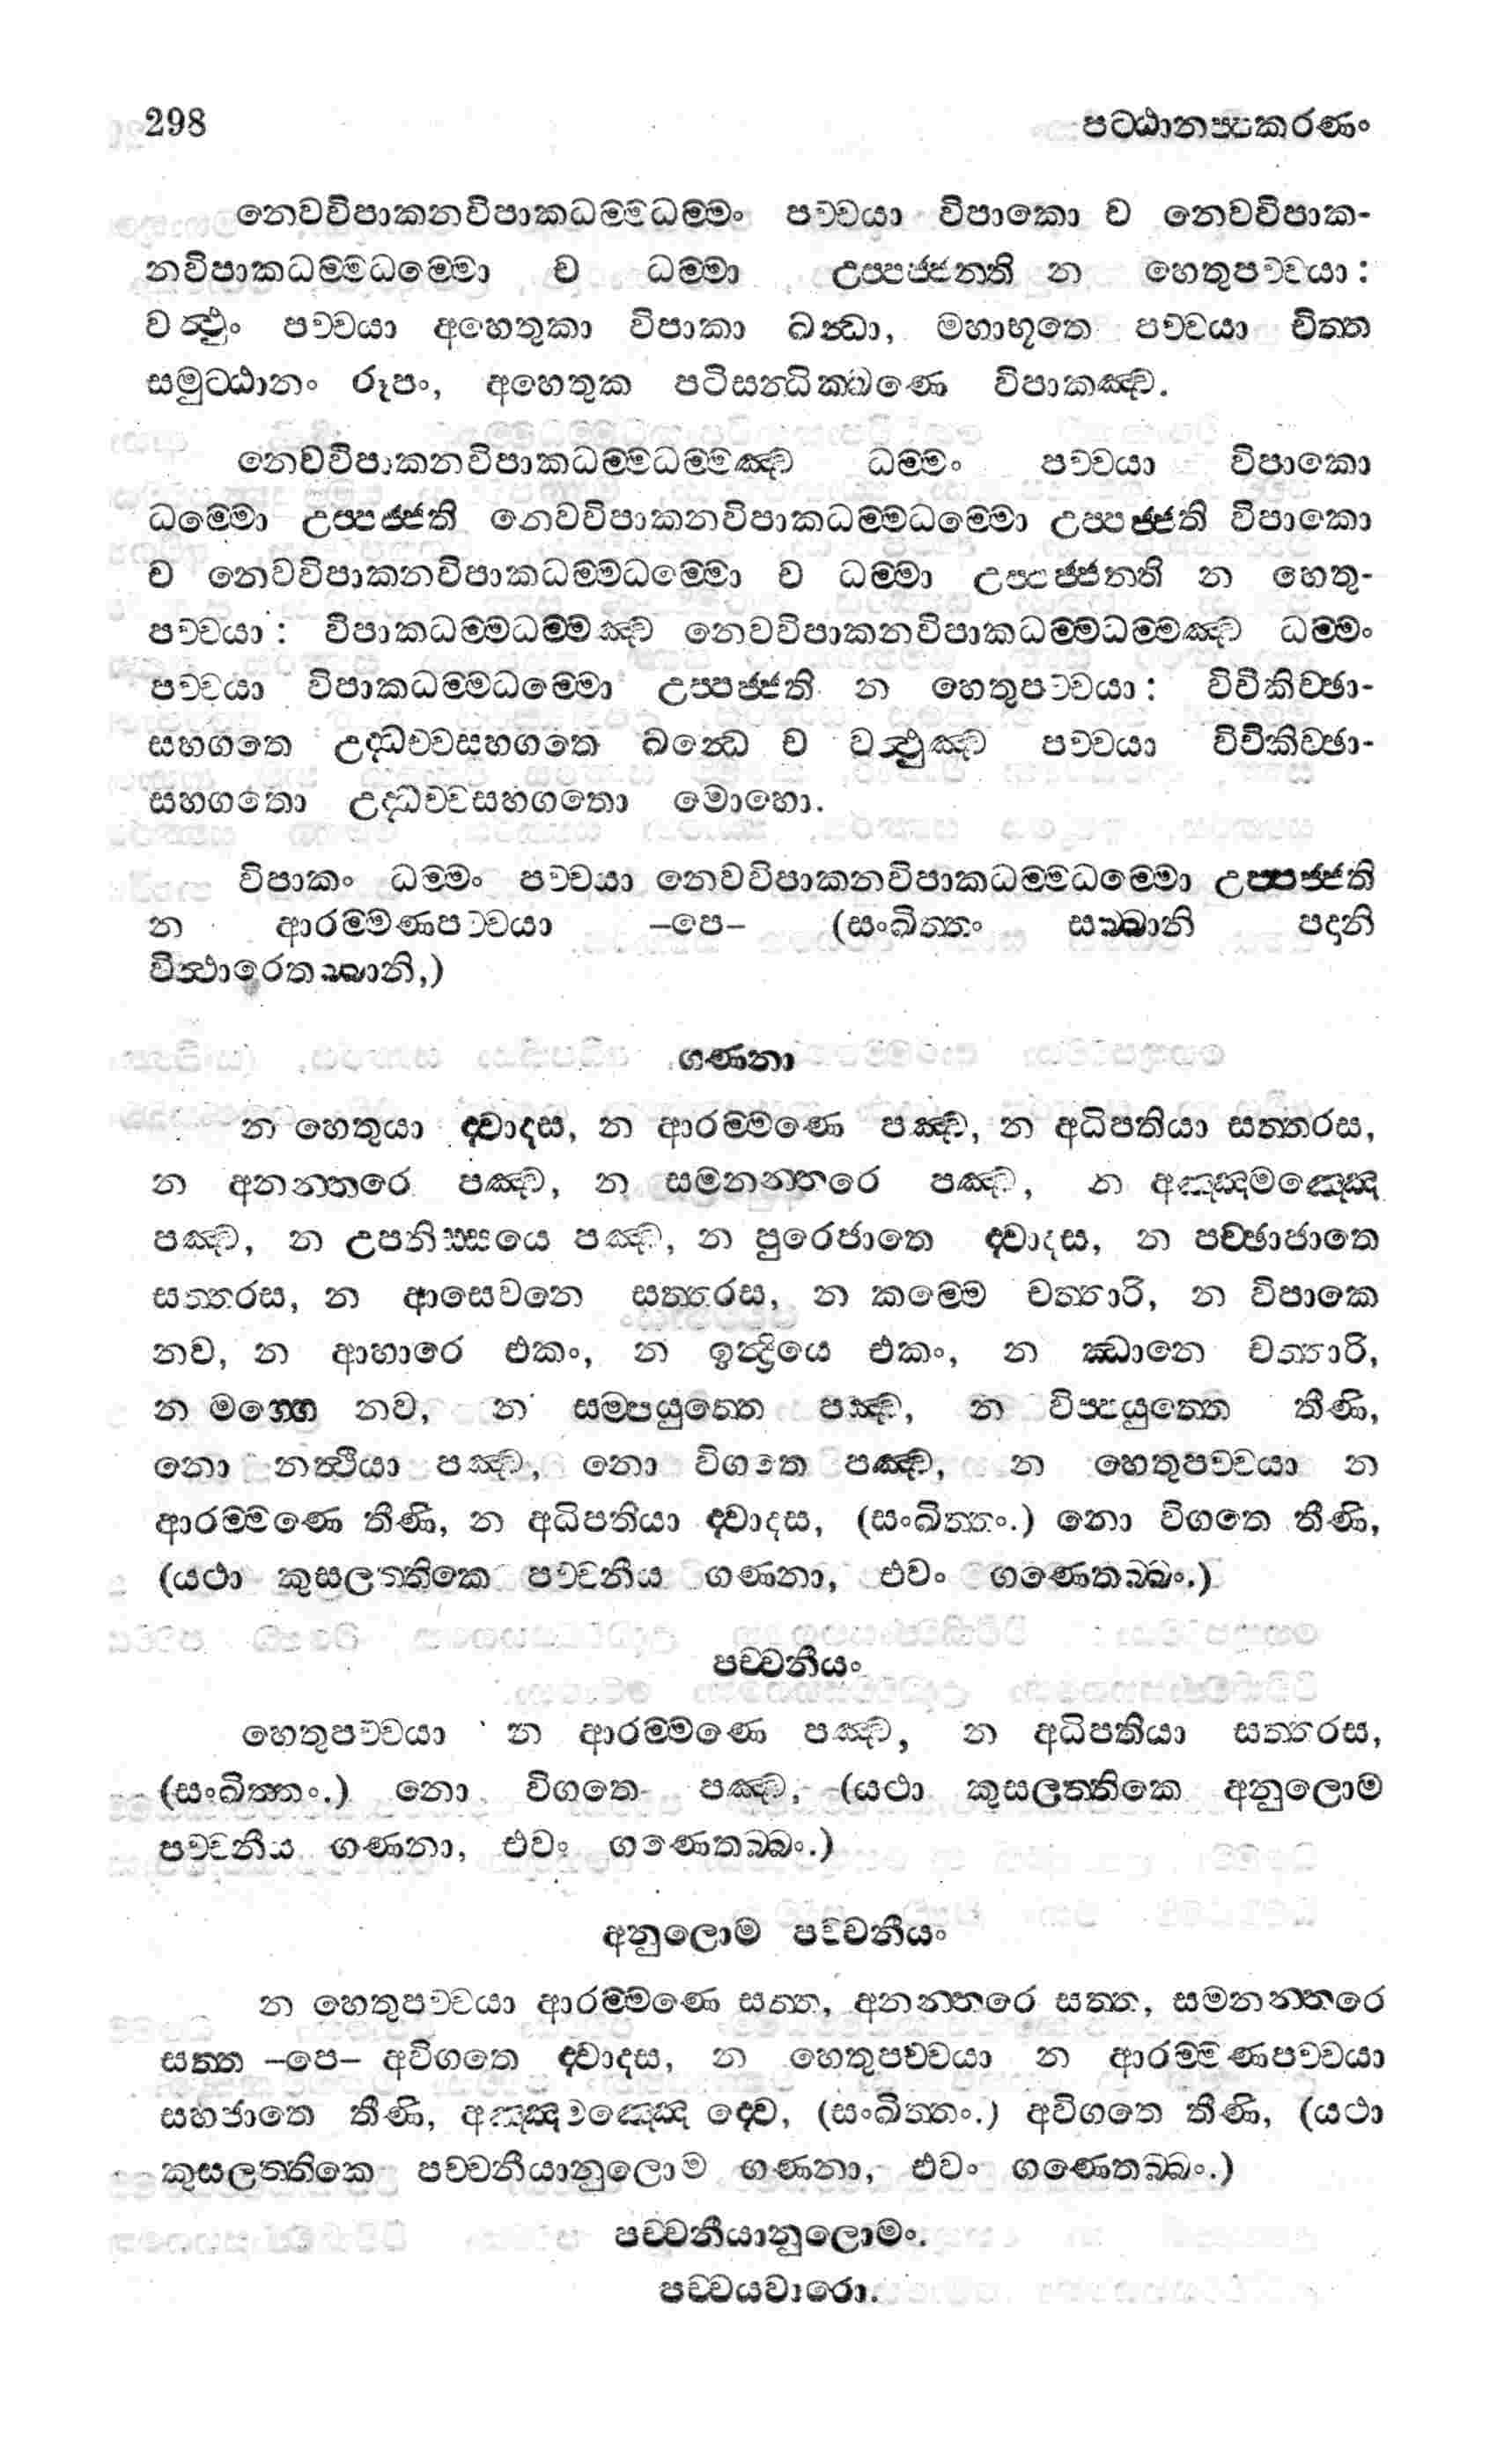 298 පට්ඨානප්පකරණං
නෙවවිපාකනවිපාකධම්මධම්මං පච්චයා විපාකො ච නෙවවිපාක-
නවිපාකධම්මධම්මො ච ධම්මා උප්පජ්ජන්ති න හෙතුපච්චයා:
වත්ථුං පච්චයා අහෙතුකා විපාකා ඛන්ධා, මහාභූතෙ පච්චයා චිත්ත
සමුට්ඨානං රූපං, අහෙතුක පටිසන්ධික්ඛණෙ විපාකඤ්ච.
නෙවවිපාකනවිපාකධම්මධම්මඤ්ච ධම්මං පච්චයා විපාකො
ධම්මො උප්පජ්ජති නෙවවිපාකනවිපාකධම්මධම්මො උප්පජ්ජති විපාකො
ච නෙවවිපාකනවිපාකධම්මධම්මො ච ධම්මා උප්පජ්ජන්ති න හෙතු-
පච්චයා: විපාකධම්මධම්මඤ්ච නෙවවිපාකනවිපාකධම්මධම්මඤ්ච ධම්මං
පච්චයා විපාකධම්මධම්මො උප්පජ්ජති න හෙතුපච්චයා: විචිකිච්ඡා-
සහගතෙ උද්ධච්චසහගතෙ ඛන්ධෙ ච වත්ථුඤ්ච පච්චයා විචිකිච්ඡා-
සහගතො උද්ධච්චසහගතො මොහො.
විපාකං ධම්මං පච්චයා නෙවවිපාකනවිපාකධම්මධම්මො උප්පජ්ජති
න ආරම්මණපච්චයා –පෙ– (සංඛිත්තං සබ්බානි පදානි
විත්ථාරෙතබ්බානි,)
ගණනා
න හෙතුයා ද්වාදස, න ආරම්මණෙ පඤ්ච, න අධිපතියා සත්තරස,
න අනන්තරෙ පඤ්ච, න සමනන්තරෙ පඤ්ච, න අඤ්ඤමඤ්ඤෙ
පඤ්ච, න උපනිස්සයෙ පඤ්ච, න පුරෙජාතෙ ද්වාදස, න පච්ඡාජාතෙ
සත්තරස, න ආසෙවනෙ සත්තරස, න කම්මෙ චත්තාරි, න විපාකෙ
නව, න ආහාරෙ එකං, න ඉන්ද්‍රියෙ එකං, න ඣානෙ චත්තාරි,
න මග්ගෙ නව, න සම්පයුත්තෙ පඤ්ච, න විප්පයුත්තෙ තීණි,
නො නත්ථියා පඤ්ච, නො විගතෙ පඤ්ච, න හෙතුපච්චයා න
ආරම්මණෙ තීණි, න අධිපතියා ද්වාදස, (සංඛිත්තං.) නො විගතෙ තීණි,
(යථා කුසලත්තිකෙ පච්චනීය ගණනා, එවං ගණෙතබ්බං.)
පච්චනීයං
හෙතුපච්චයා න ආරම්මණෙ පඤ්ච, න අධිපතියා සත්තරස,
(සංඛිත්තං.) නො විගතෙ පඤ්ච, (යථා කුසලත්තිකෙ අනුලොම
පච්චනීය ගණනා, එවං ගණෙතබ්බං.)
අනුලොම පච්චනීයං
න හෙතුපච්චයා ආරම්මණෙ සත්ත, අනන්තරෙ සත්ත, සමනන්තරෙ
සත්ත –පෙ– අවිගතෙ ද්වාදස, න හෙතුපච්චයා න ආරම්මණපච්චයා
සහජාතෙ තීණි, ද්වෙ, (සංඛිත්තං.) අවිගතෙ තීණි, (යථා
කුසලත්තිකෙ පච්චනීයානුලොම ගණනා, එවං ගණෙතබ්බං.)
පච්චනීයානුලොමං.
පච්චයවාරො.